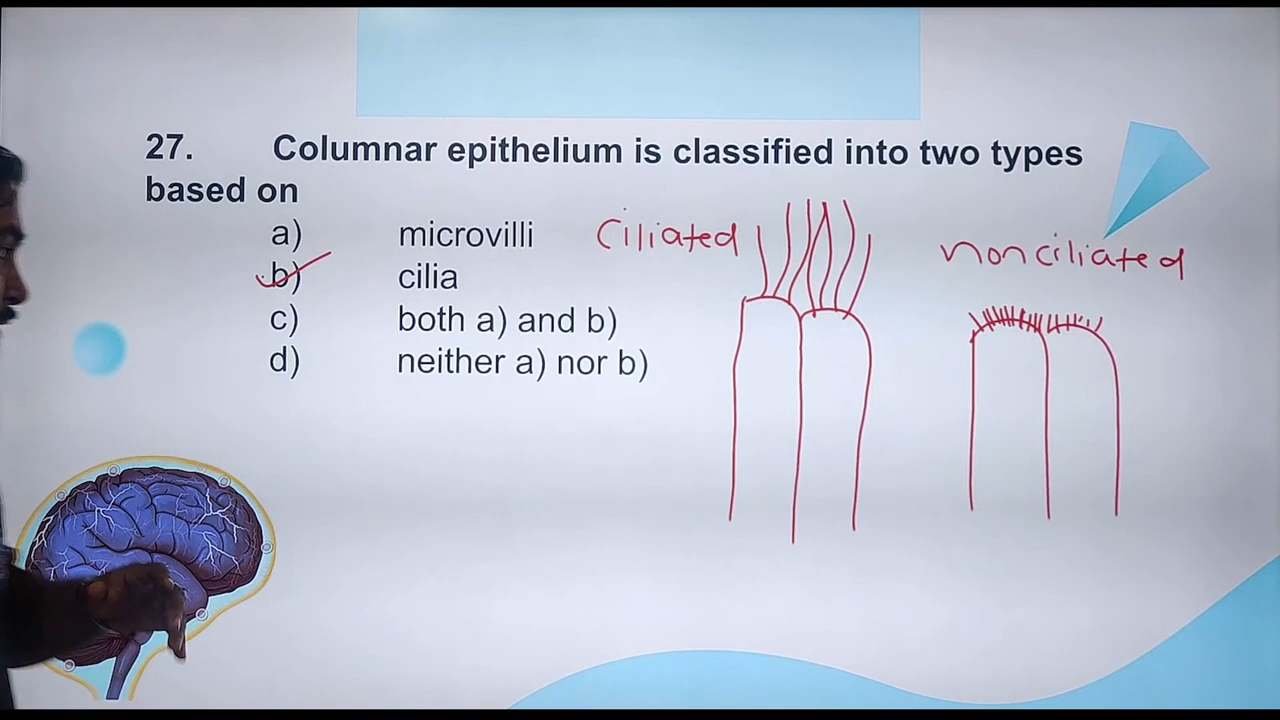 27. Columnar epithelium is classified into two types
based on
a) microvilli
b) cilia
c) both a) and b)
d) neither a) nor b)
ciliated
nonciliated